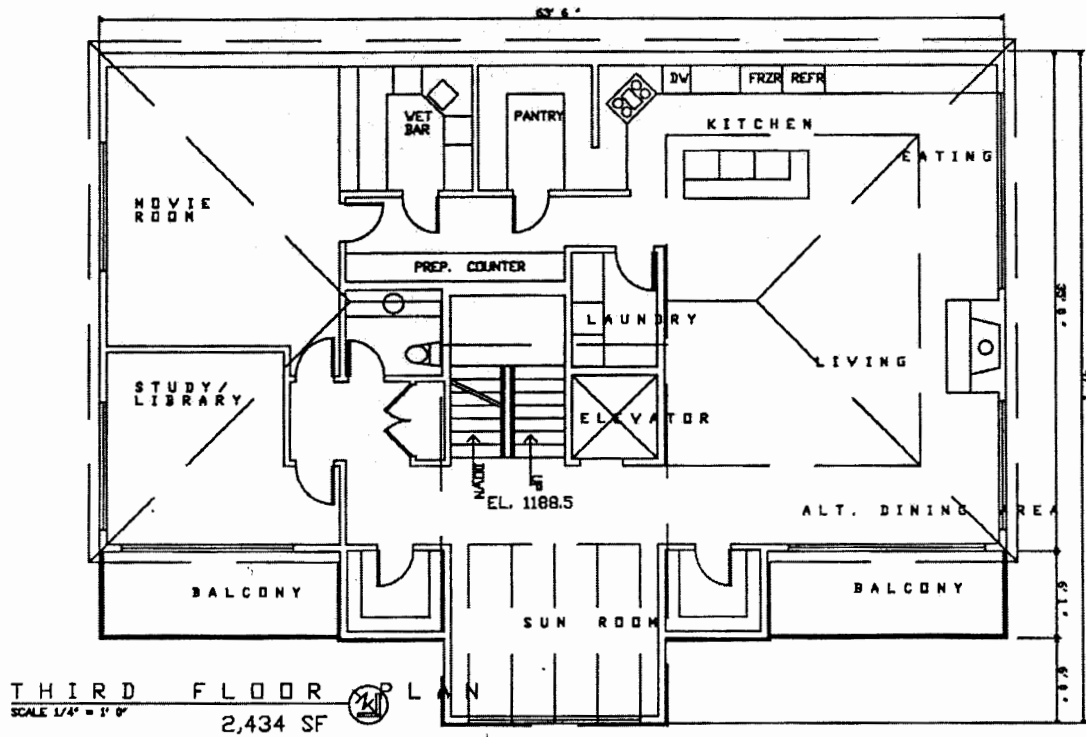 63' 6"
DW
FRZR
REFR
WET
BAR
PANTRY
KITCHEN
EATING
MOVIE
ROOM
PREP. COUNTER
LAUNDRY
LIVING
STUDY/
LIBRARY
ELEVATOR
DOWN
UP
EL. 1188.5
ALT. DINING AREA
BALCONY
BALCONY
SUN ROOM
THIRD FLOOR PLAN
SCALE 1/4" = 1' 0"
2,434 SF